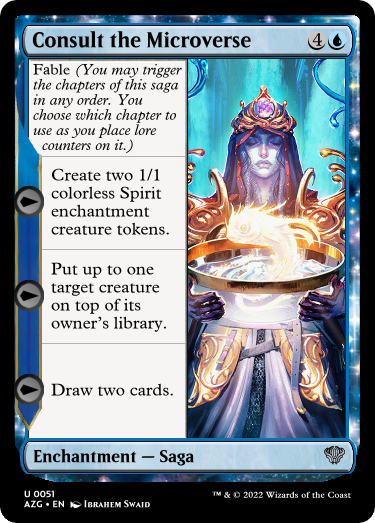 Consult the Microverse 4
Fable (You may trigger
the chapters of this saga
in any order. You
choose which chapter to
use as you place lore
counters on it.)
Create two 1/1
colorless Spirit
enchantment
creature tokens.
Put up to one
target creature
on top of its
owner's library.
Draw two cards.
Enchantment — Saga
U 0051
AZG • EN Ibrahem Swaid
™ & © 2022 Wizards of the Coast